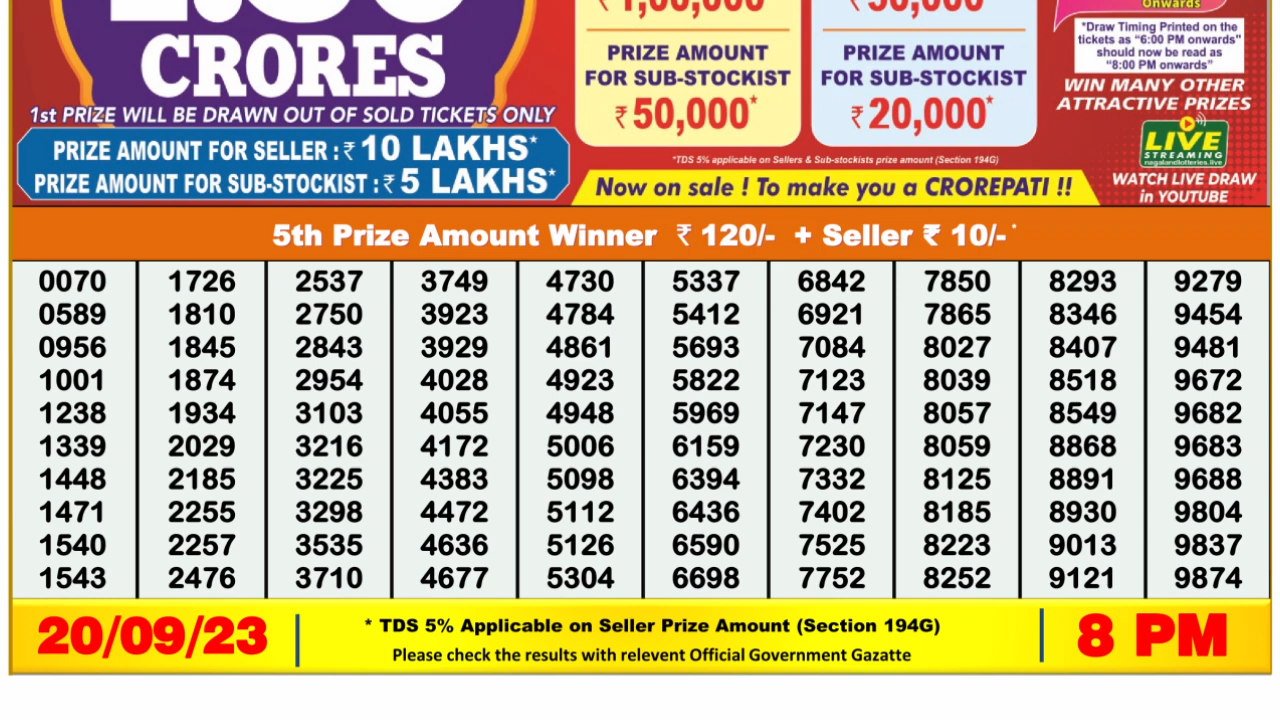 CRORES
1st PRIZE WILL BE DRAWN OUT OF SOLD TICKETS ONLY
PRIZE AMOUNT FOR SELLER : ₹ 10 LAKHS*
PRIZE AMOUNT FOR SUB-STOCKIST : ₹ 5 LAKHS*
PRIZE AMOUNT
FOR SUB-STOCKIST
₹ 50,000*
PRIZE AMOUNT
FOR SUB-STOCKIST
₹ 20,000*
*TDS 5% applicable on Sellers & Sub-stockists prize amount (Section 194G)
Now on sale ! To make you a CROREPATI !!
Onwards
*Draw Timing Printed on the
tickets as "6:00 PM onwards"
should now be read as
"8:00 PM onwards"
WIN MANY OTHER
ATTRACTIVE PRIZES
LIVE
STREAMING
nagalandlotteries.live
WATCH LIVE DRAW
in YOUTUBE
5th Prize Amount Winner ₹ 120/- + Seller ₹ 10/-*
0070 1726 2537 3749 4730 5337 6842 7850 8293 9279
0589 1810 2750 3923 4784 5412 6921 7865 8346 9454
0956 1845 2843 3929 4861 5693 7084 8027 8407 9481
1001 1874 2954 4028 4923 5822 7123 8039 8518 9672
1238 1934 3103 4055 4948 5969 7147 8057 8549 9682
1339 2029 3216 4172 5006 6159 7230 8059 8868 9683
1448 2185 3225 4383 5098 6394 7332 8125 8891 9688
1471 2255 3298 4472 5112 6436 7402 8185 8930 9804
1540 2257 3535 4636 5126 6590 7525 8223 9013 9837
1543 2476 3710 4677 5304 6698 7752 8252 9121 9874
20/09/23
* TDS 5% Applicable on Seller Prize Amount (Section 194G)
Please check the results with relevent Official Government Gazatte
8 PM